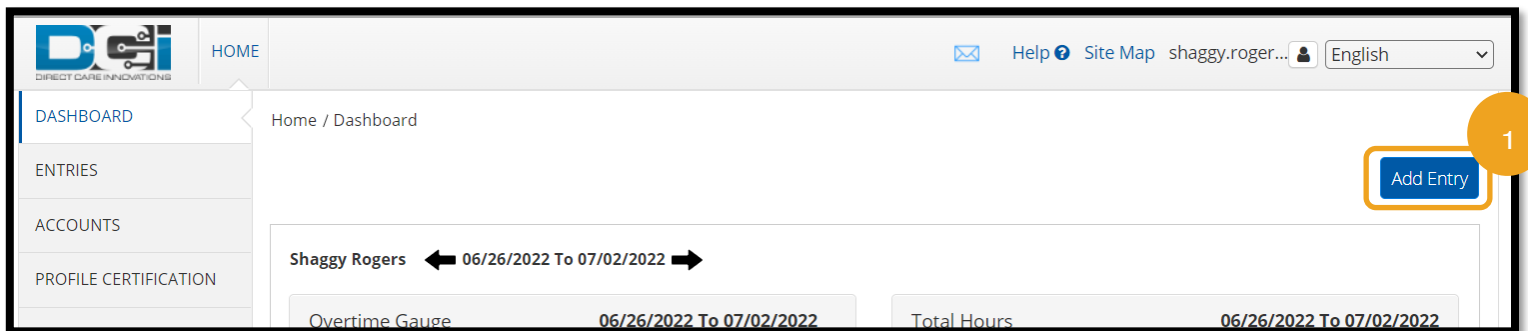 DCI
DIRECT CARE INNOVATIONS
HOME
Help ? Site Map shaggy.roger... English
DASHBOARD
Home / Dashboard
1
ENTRIES
Add Entry
ACCOUNTS
Shaggy Rogers 06/26/2022 To 07/02/2022
PROFILE CERTIFICATION
Overtime Gauge 06/26/2022 To 07/02/2022
Total Hours 06/26/2022 To 07/02/2022